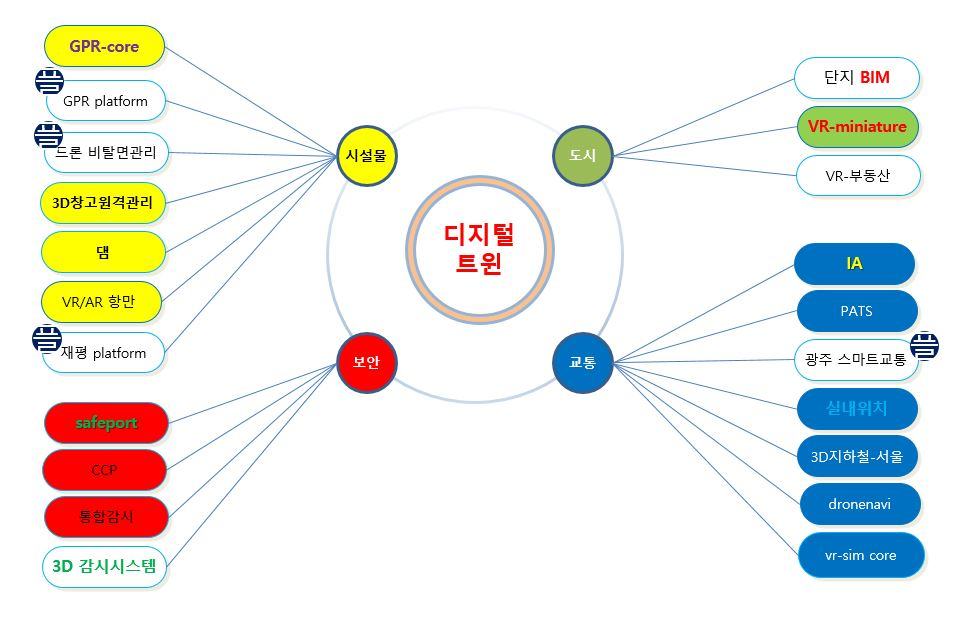 GPR-core
GPR platform
드론 비탈면관리
3D창고원격관리
댐
VR/AR 항만
재평 platform
safeport
CCP
통합감시
3D 감시시스템
시설물
보안
디지털
트윈
도시
교통
단지 BIM
VR-miniature
VR-부동산
IA
PATS
광주 스마트교통
실내위치
3D지하철-서울
dronenavi
vr-sim core